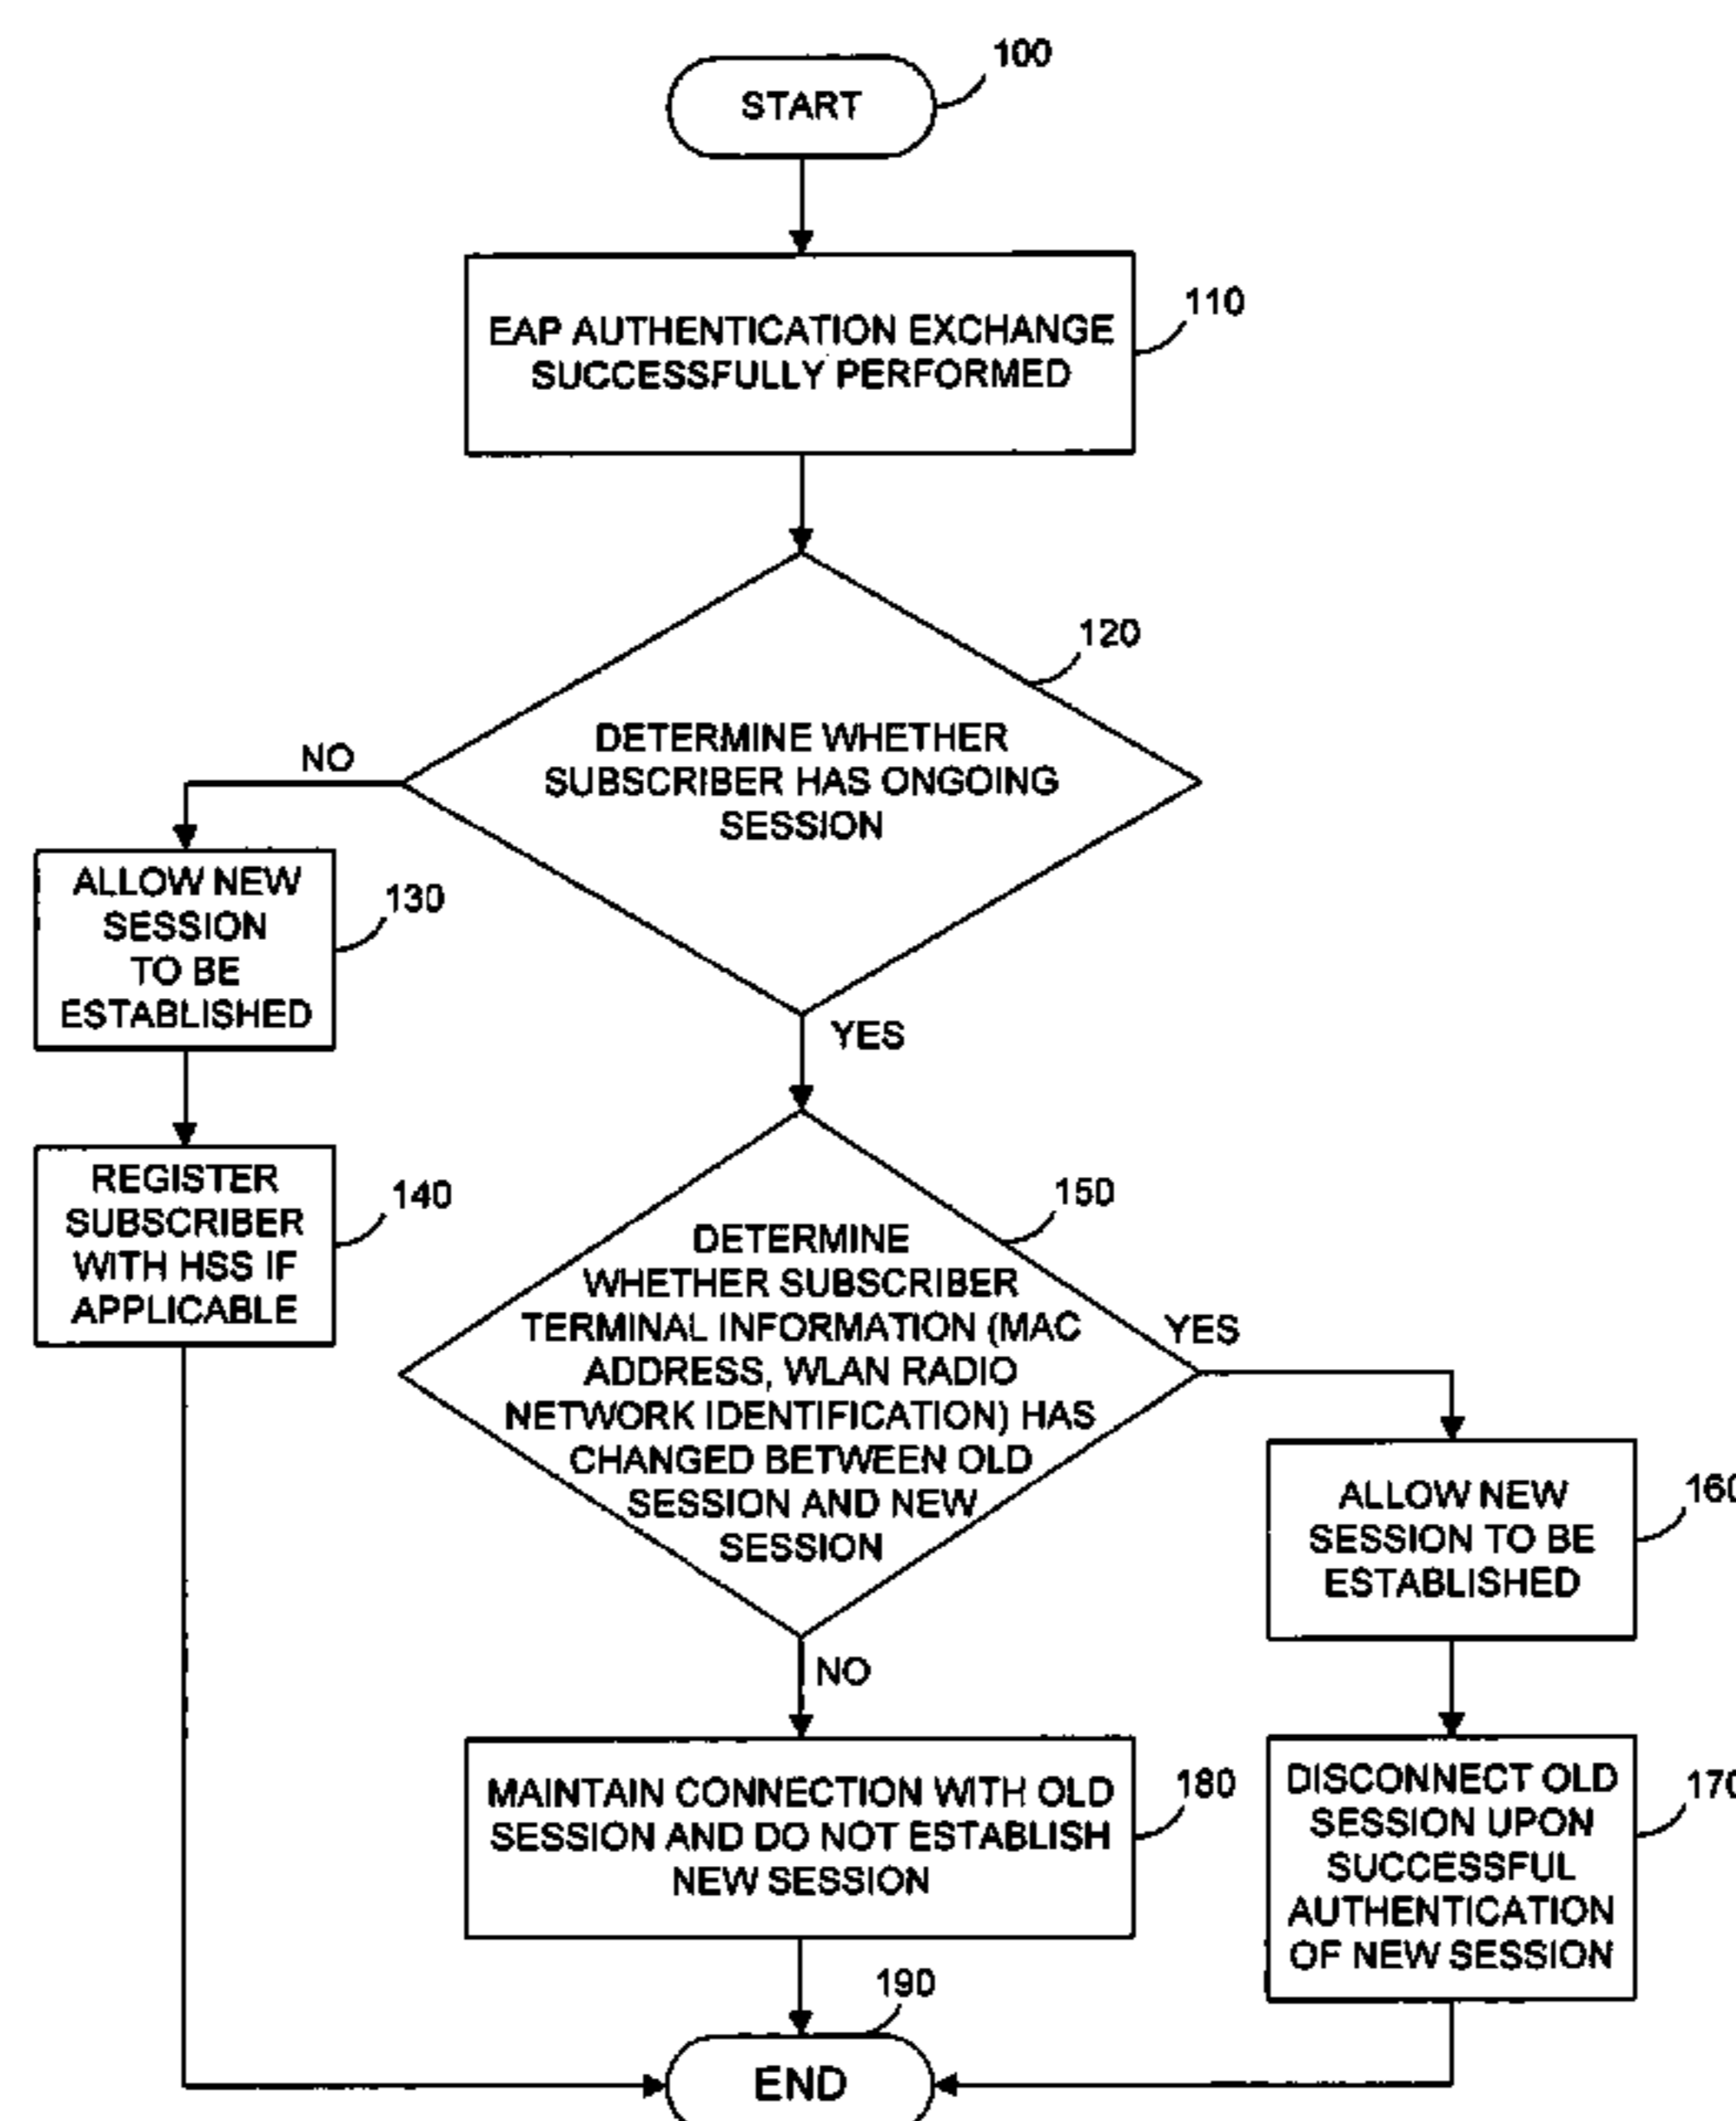 100
START
110
EAP AUTHENTICATION EXCHANGE
SUCCESSFULLY PERFORMED
120
DETERMINE WHETHER
SUBSCRIBER HAS ONGOING
SESSION
NO
ALLOW NEW
SESSION
TO BE
ESTABLISHED
130
YES
REGISTER
SUBSCRIBER
WITH HSS IF
APPLICABLE
140
150
DETERMINE
WHETHER SUBSCRIBER
TERMINAL INFORMATION (MAC
ADDRESS, WLAN RADIO
NETWORK IDENTIFICATION) HAS
CHANGED BETWEEN OLD
SESSION AND NEW
SESSION
YES
ALLOW NEW
SESSION TO BE
ESTABLISHED
160
NO
MAINTAIN CONNECTION WITH OLD
SESSION AND DO NOT ESTABLISH
NEW SESSION
180
DISCONNECT OLD
SESSION UPON
SUCCESSFUL
AUTHENTICATION
OF NEW SESSION
170
190
END